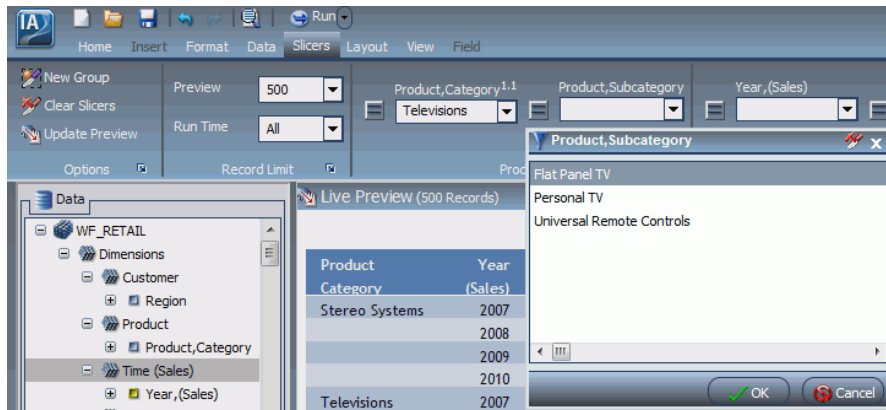 IA
Run
Home Insert Format Data Slicers Layout View Field
New Group
Clear Slicers
Update Preview
Options
Preview 500
Run Time All
Record Limit
Product,Category1.1
Televisions
Product,Subcategory
Year,(Sales)
Proc
Product,Subcategory
x
Flat Panel TV
Personal TV
Universal Remote Controls
OK
Cancel
Data
WF_RETAIL
Dimensions
Customer
Region
Product
Product,Category
Time (Sales)
Year,(Sales)
Live Preview (500 Records)
Product Year
Category (Sales)
Stereo Systems 2007
2008
2009
2010
Televisions 2007